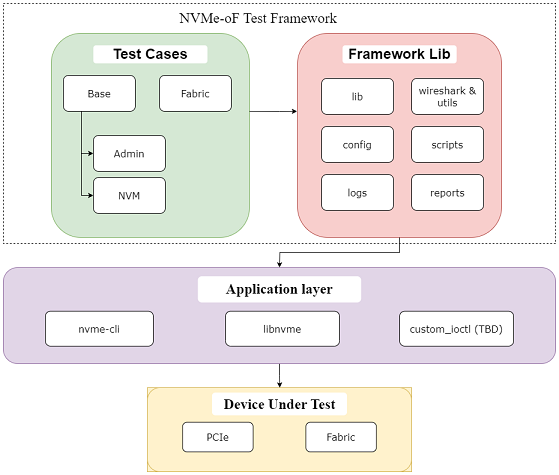 NVMe-oF Test Framework
Test Cases
Framework Lib
Base
Fabric
Admin
NVM
lib
wireshark &
utils
config
scripts
logs
reports
Application layer
nvme-cli
libnvme
custom_ioctl (TBD)
Device Under Test
PCIe
Fabric